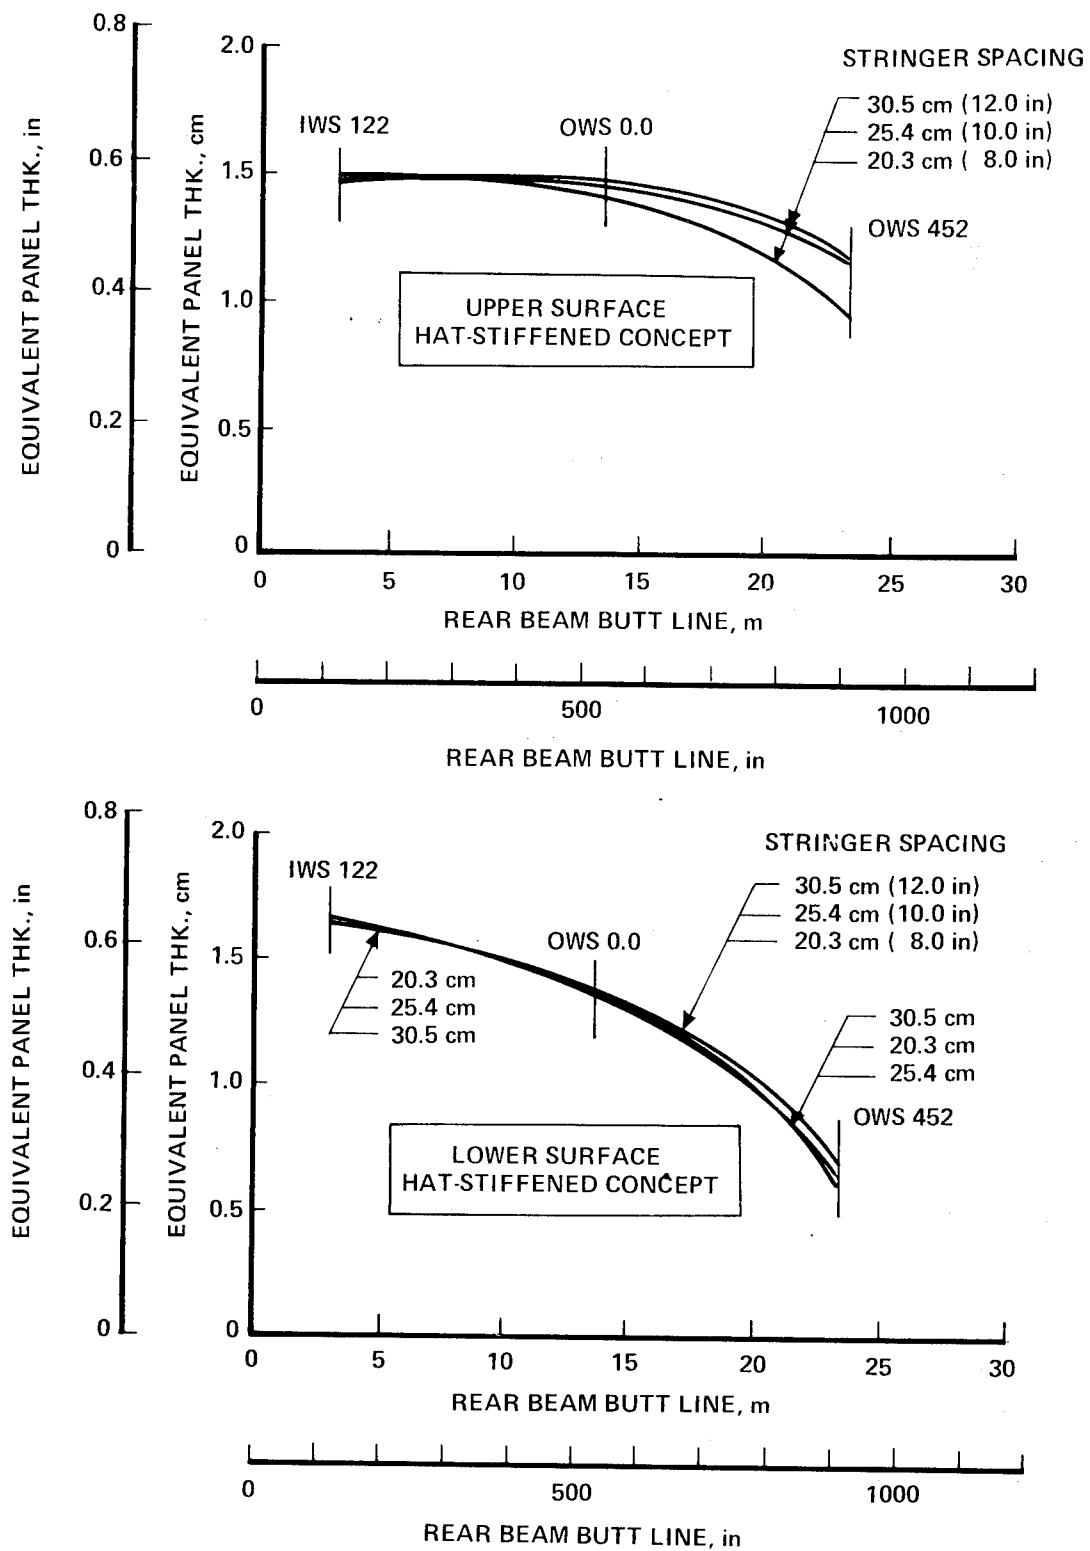 EQUIVALENT PANEL THK., in
0.8
0.6
0.4
0.2
0
EQUIVALENT PANEL THK., cm
2.0
1.5
1.0
0.5
0
IWS 122
OWS 0.0
STRINGER SPACING
30.5 cm (12.0 in)
25.4 cm (10.0 in)
20.3 cm ( 8.0 in)
OWS 452
UPPER SURFACE
HAT-STIFFENED CONCEPT
0 5 10 15 20 25 30
REAR BEAM BUTT LINE, m
0 500 1000
REAR BEAM BUTT LINE, in
EQUIVALENT PANEL THK., in
0.8
0.6
0.4
0.2
0
EQUIVALENT PANEL THK., cm
2.0
1.5
1.0
0.5
0
IWS 122
20.3 cm
25.4 cm
30.5 cm
OWS 0.0
STRINGER SPACING
30.5 cm (12.0 in)
25.4 cm (10.0 in)
20.3 cm ( 8.0 in)
30.5 cm
20.3 cm
25.4 cm
OWS 452
LOWER SURFACE
HAT-STIFFENED CONCEPT
0 5 10 15 20 25 30
REAR BEAM BUTT LINE, m
0 500 1000
REAR BEAM BUTT LINE, in